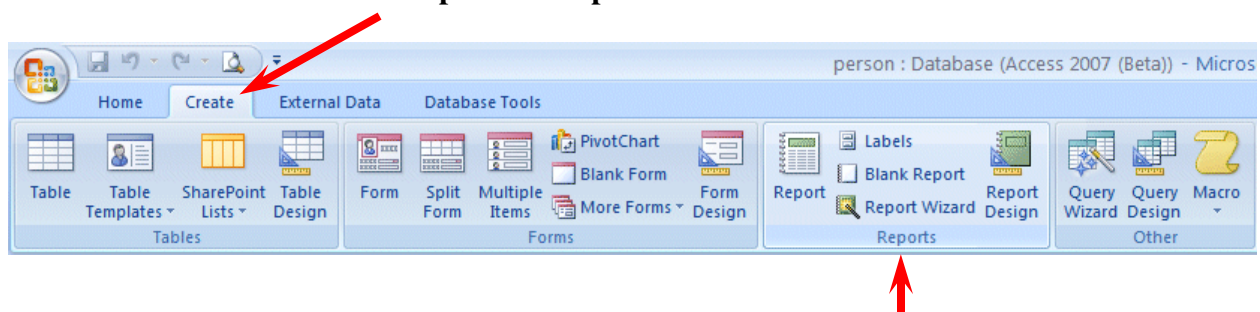 person : Database (Access 2007 (Beta)) - Micros
Home Create External Data Database Tools
Table
Table Templates
SharePoint Lists
Table Design
Tables
Form
Split Form
Multiple Items
PivotChart
Blank Form
More Forms
Form Design
Forms
Report
Labels
Blank Report
Report Wizard
Report Design
Reports
Query Wizard
Query Design
Macro
Other